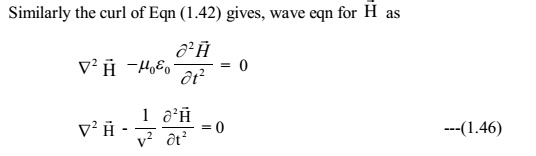 Similarly the curl of Eqn (1.42) gives, wave eqn for H⃗ as
∇² H⃗ −μ₀ε₀ ∂²H⃗/∂t² = 0
∇² H⃗ - 1/v² ∂²H⃗/∂t² = 0 ---(1.46)